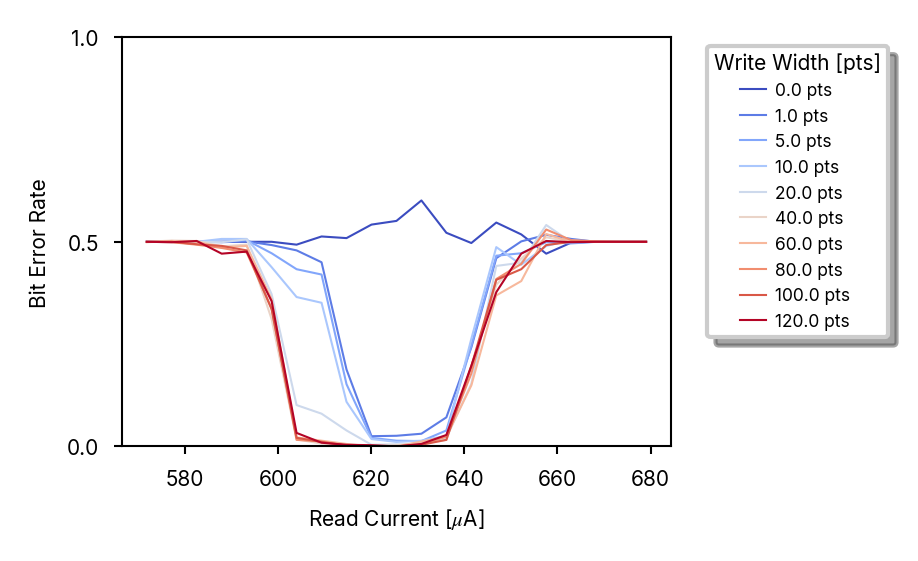 1.0
0.5
0.0
Bit Error Rate
580 600 620 640 660 680
Read Current [μA]
Write Width [pts]
0.0 pts
1.0 pts
5.0 pts
10.0 pts
20.0 pts
40.0 pts
60.0 pts
80.0 pts
100.0 pts
120.0 pts